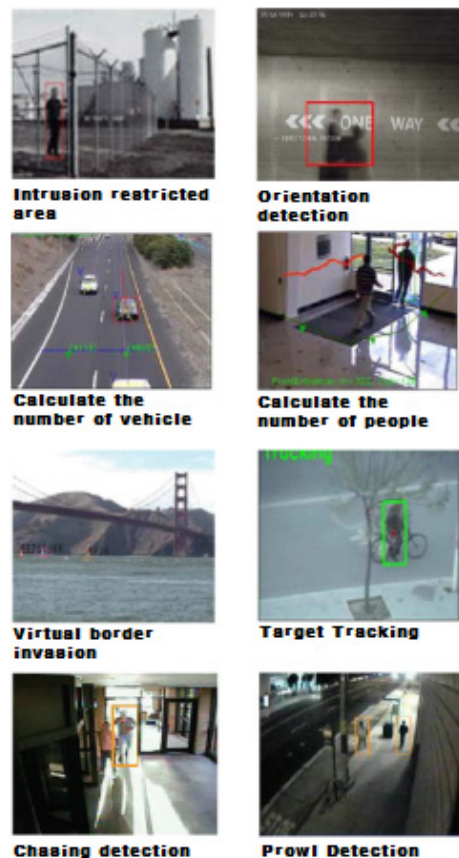 Intrusion restricted
area
ONE WAY
Orientation
detection
Calculate the
number of vehicle
Calculate the
number of people
Tracking
Virtual border
invasion
Target Tracking
Chasing detection
Prowl Detection